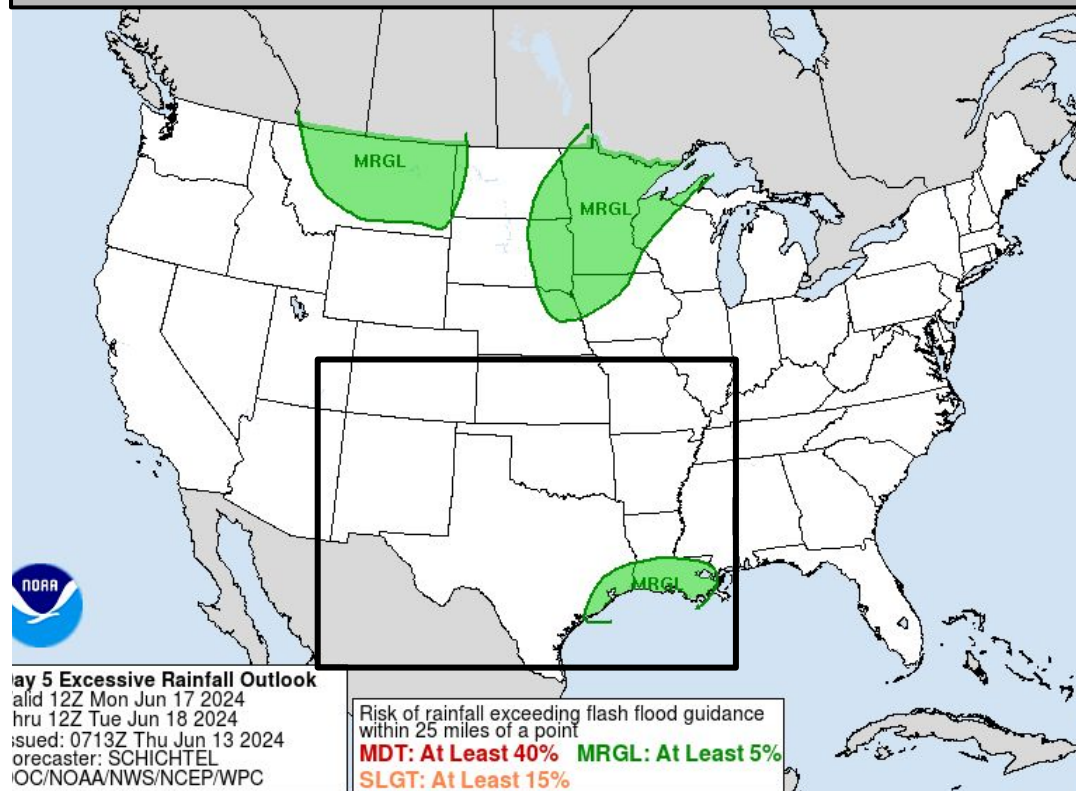 MRGL
MRGL
MRGL
NOAA
ay 5 Excessive Rainfall Outlook
alid 12Z Mon Jun 17 2024
hru 12Z Tue Jun 18 2024
ssued: 0713Z Thu Jun 13 2024
orecaster: SCHICHTEL
DOC/NOAA/NWS/NCEP/WPC
Risk of rainfall exceeding flash flood guidance
within 25 miles of a point
MDT: At Least 40% MRGL: At Least 5%
SLGT: At Least 15%